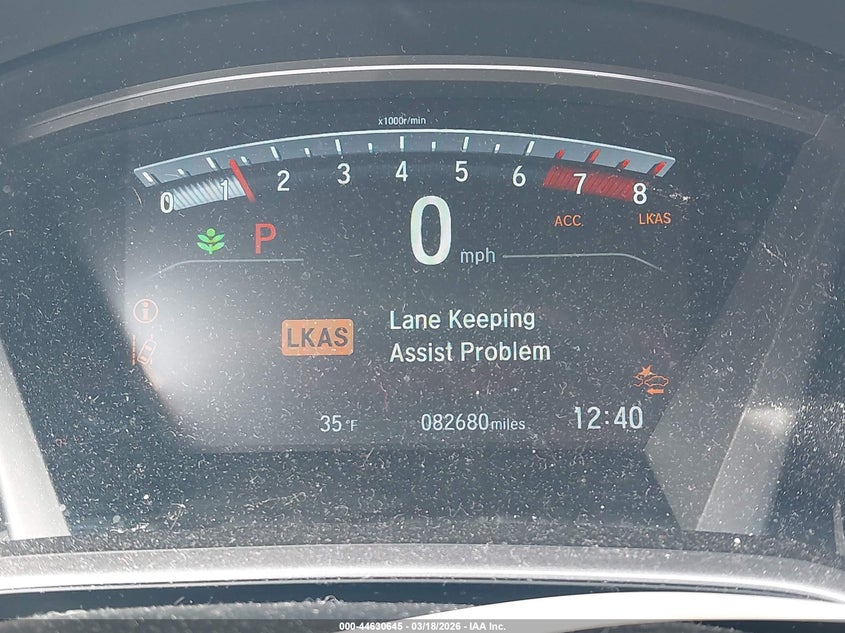 x1000r/min
0 1 2 3 4 5 6 7 8
P 0 mph ACC LKAS
LKAS Lane Keeping
Assist Problem
35°F 082680miles 12:40
000-44630645 - 03/18/2026 - IAA Inc.